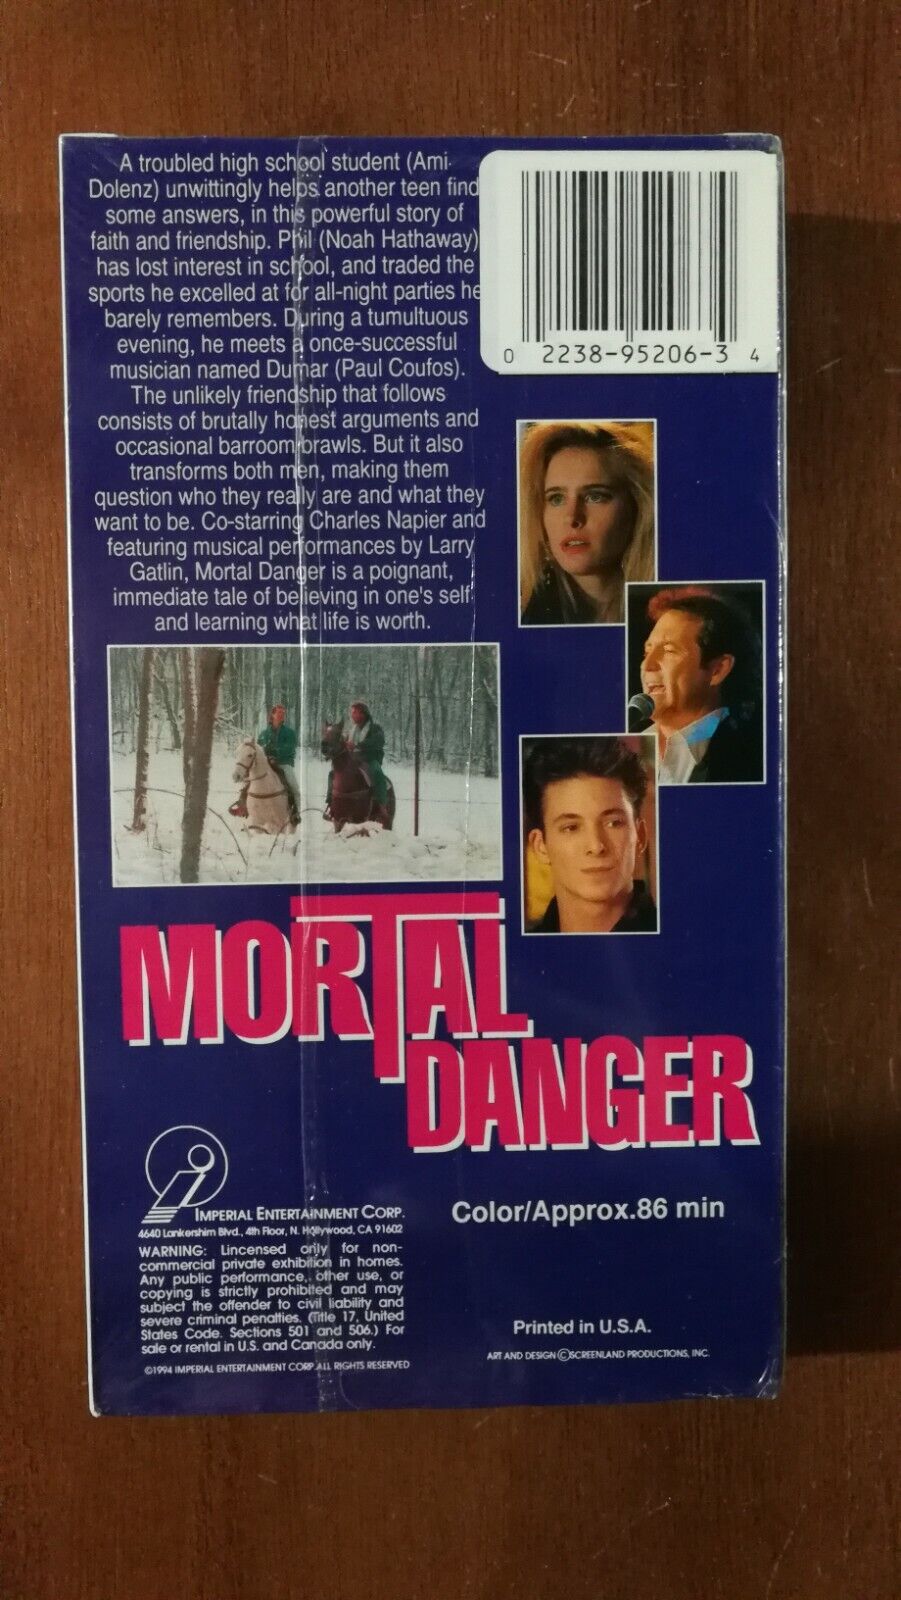 A troubled high school student (Ami
Dolenz) unwittingly helps another teen find
some answers, in this powerful story of
faith and friendship. Phil (Noah Hathaway)
has lost interest in school, and traded the
sports he excelled at for all-night parties he
barely remembers. During a tumultuous
evening, he meets a once-successful
musician named Dumar (Paul Coufos).
The unlikely friendship that follows
consists of brutally honest arguments and
occasional barroom brawls. But it also
transforms both men, making them
question who they really are and what they
want to be. Co-starring Charles Napier and
featuring musical performances by Larry
Gatlin, Mortal Danger is a poignant,
immediate tale of believing in one's self
and learning what life is worth.
0 2238-95206-3 4
MORTAL
DANGER
IMPERIAL ENTERTAINMENT CORP.
4640 Lankershim Blvd., 4th Floor, N. Hollywood, CA 91602
WARNING: Lincensed only for non-
commercial private exhibition in homes.
Any public performance, other use, or
copying is strictly prohibited and may
subject the offender to civil liability and
severe criminal penalties. (Title 17, United
States Code, Sections 501 and 506.) For
sale or rental in U.S. and Canada only.
©1994 IMPERIAL ENTERTAINMENT CORP. ALL RIGHTS RESERVED
Color/Approx.86 min
Printed in U.S.A.
ART AND DESIGN ©SCREENLAND PRODUCTIONS, INC.